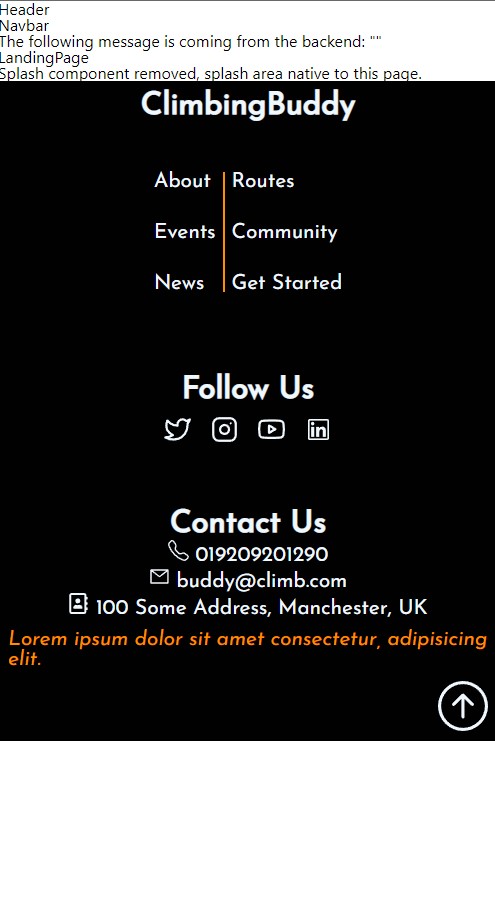 Header
Navbar
The following message is coming from the backend: ""
LandingPage
Splash component removed, splash area native to this page.
ClimbingBuddy
About Routes
Events Community
News Get Started
Follow Us
in
Contact Us
019209201290
buddy@climb.com
100 Some Address, Manchester, UK
Lorem ipsum dolor sit amet consectetur, adipisicing
elit.